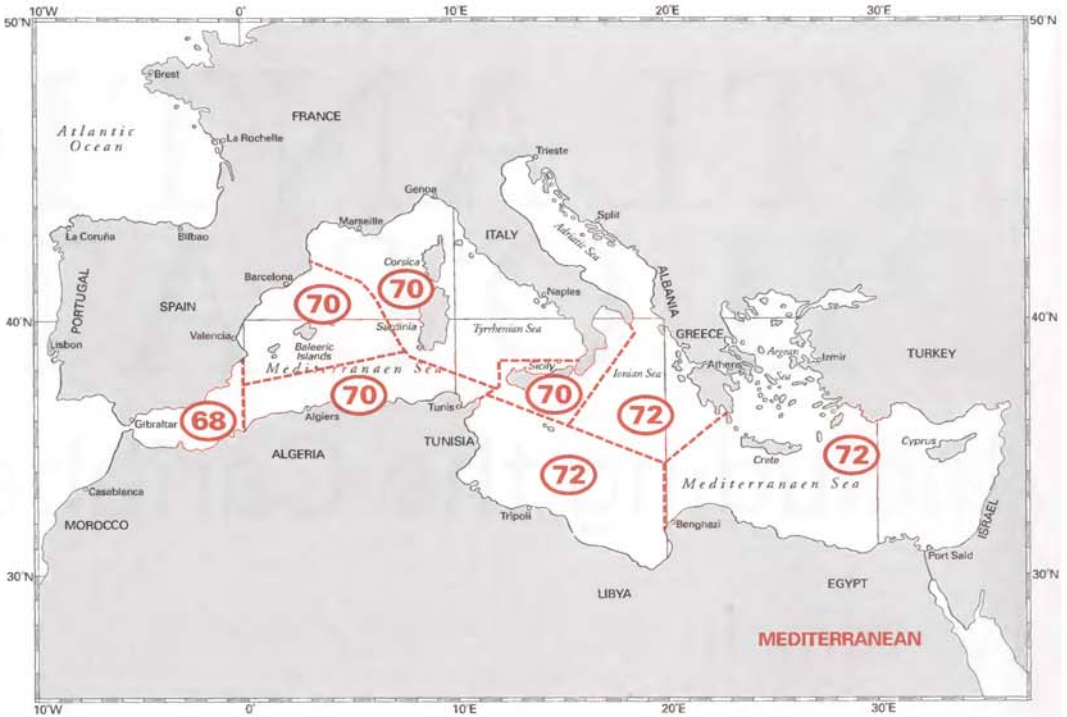 10°W 0° 10°E 20°E 30°E
50°N 50°N
Brest
FRANCE
Atlantic
Ocean
La Rochelle
Trieste
Genoa
La Coruña
Bilbao
Marseille
Split
ITALY
Adriatic Sea
Corsica
PORTUGAL
Barcelona
ALBANIA
SPAIN
70
70
Naples
40°N 40°N
Valencia
Sardinia
Tyrrhenian Sea
GREECE
Lisbon
Baleeric
Islands
Aegean
Sea
Izmir
TURKEY
Athens
Mediterranaen Sea
Sicily
Ionian Sea
70
70
Gibraltar
68
Algiers
Tunis
72
TUNISIA
Crete
72
Cyprus
ALGERIA
72
Mediterranaen Sea
Casablanca
Tripoli
Benghazi
MOROCCO
ISRAEL
Port Said
30°N 30°N
LIBYA
EGYPT
MEDITERRANEAN
10°W 0° 10°E 20°E 30°E